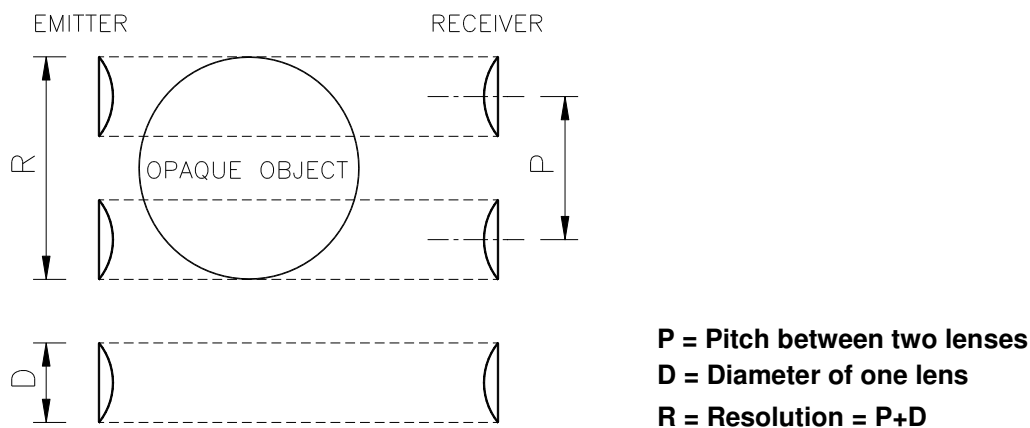 EMITTER
RECEIVER
R
OPAQUE OBJECT
P
D
P = Pitch between two lenses
D = Diameter of one lens
R = Resolution = P+D